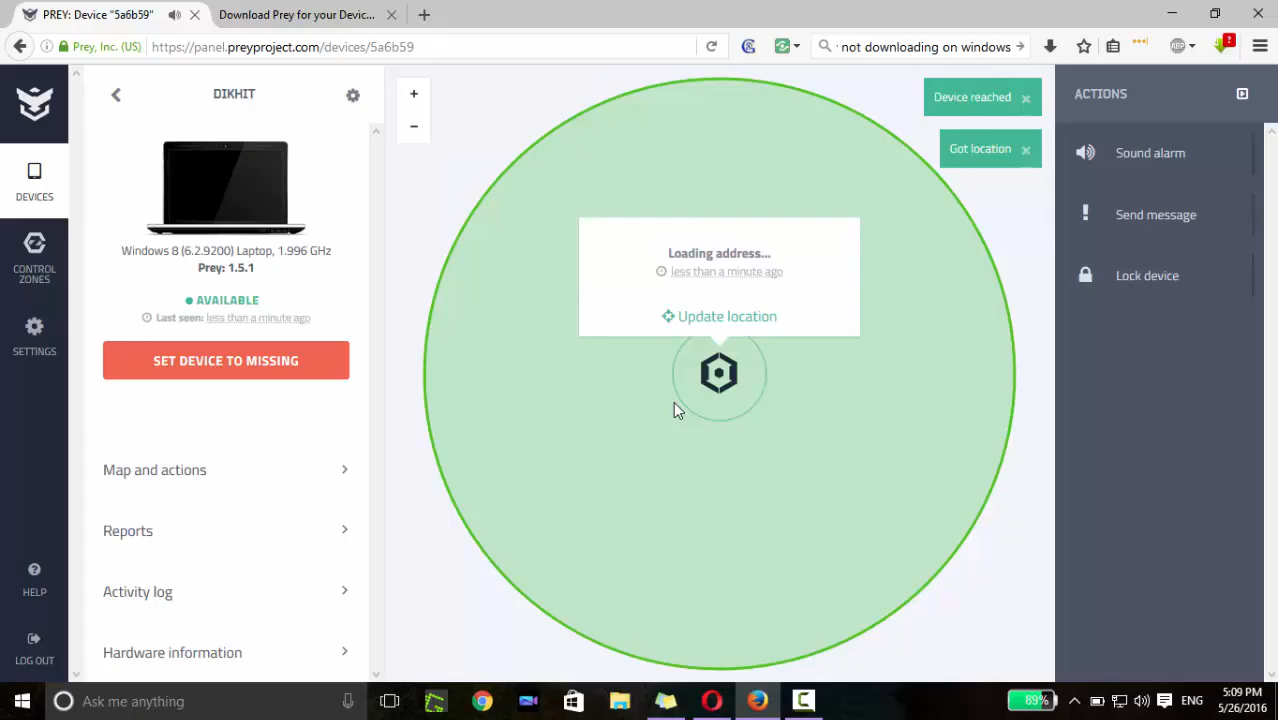 PREY: Device "5a6b59"
Download Prey for your Devic...
Prey, Inc. (US)
https://panel.preyproject.com/devices/5a6b59
not downloading on windows
ABP
?
DIKHIT
+
−
Device reached ×
Got location ×
ACTIONS
Sound alarm
Send message
Lock device
DEVICES
CONTROL
ZONES
SETTINGS
HELP
LOG OUT
Windows 8 (6.2.9200) Laptop, 1.996 GHz
Prey: 1.5.1
AVAILABLE
Last seen: less than a minute ago
SET DEVICE TO MISSING
Map and actions
Reports
Activity log
Hardware information
Loading address...
less than a minute ago
Update location
Ask me anything
89%
ENG
5:09 PM
5/26/2016